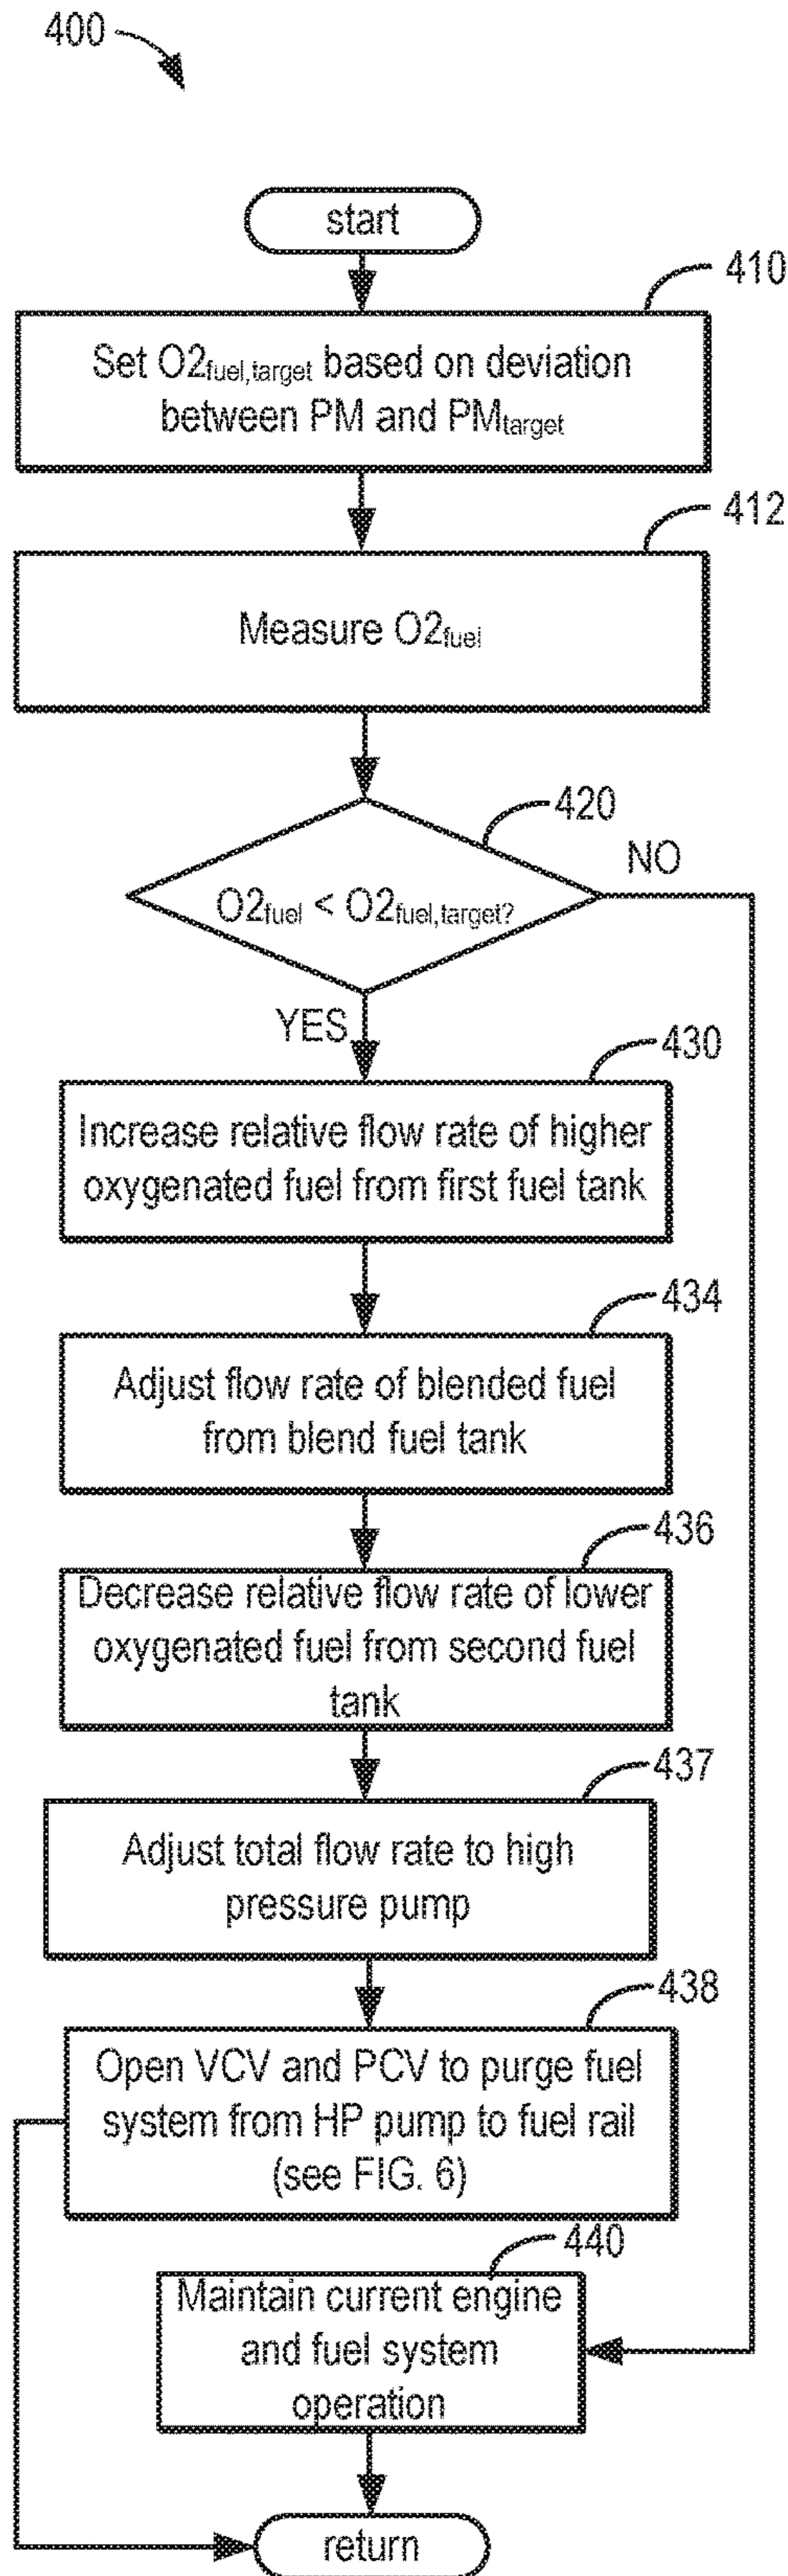 400
start
410
Set O2fuel,target based on deviation
between PM and PMtarget
412
Measure O2fuel
420
NO
O2fuel < O2fuel,target?
YES
430
Increase relative flow rate of higher
oxygenated fuel from first fuel tank
434
Adjust flow rate of blended fuel
from blend fuel tank
436
Decrease relative flow rate of lower
oxygenated fuel from second fuel
tank
437
Adjust total flow rate to high
pressure pump
438
Open VCV and PCV to purge fuel
system from HP pump to fuel rail
(see FIG. 6)
440
Maintain current engine
and fuel system
operation
return